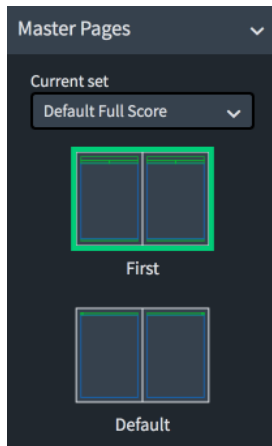 Master Pages
Current set
Default Full Score
First
Default